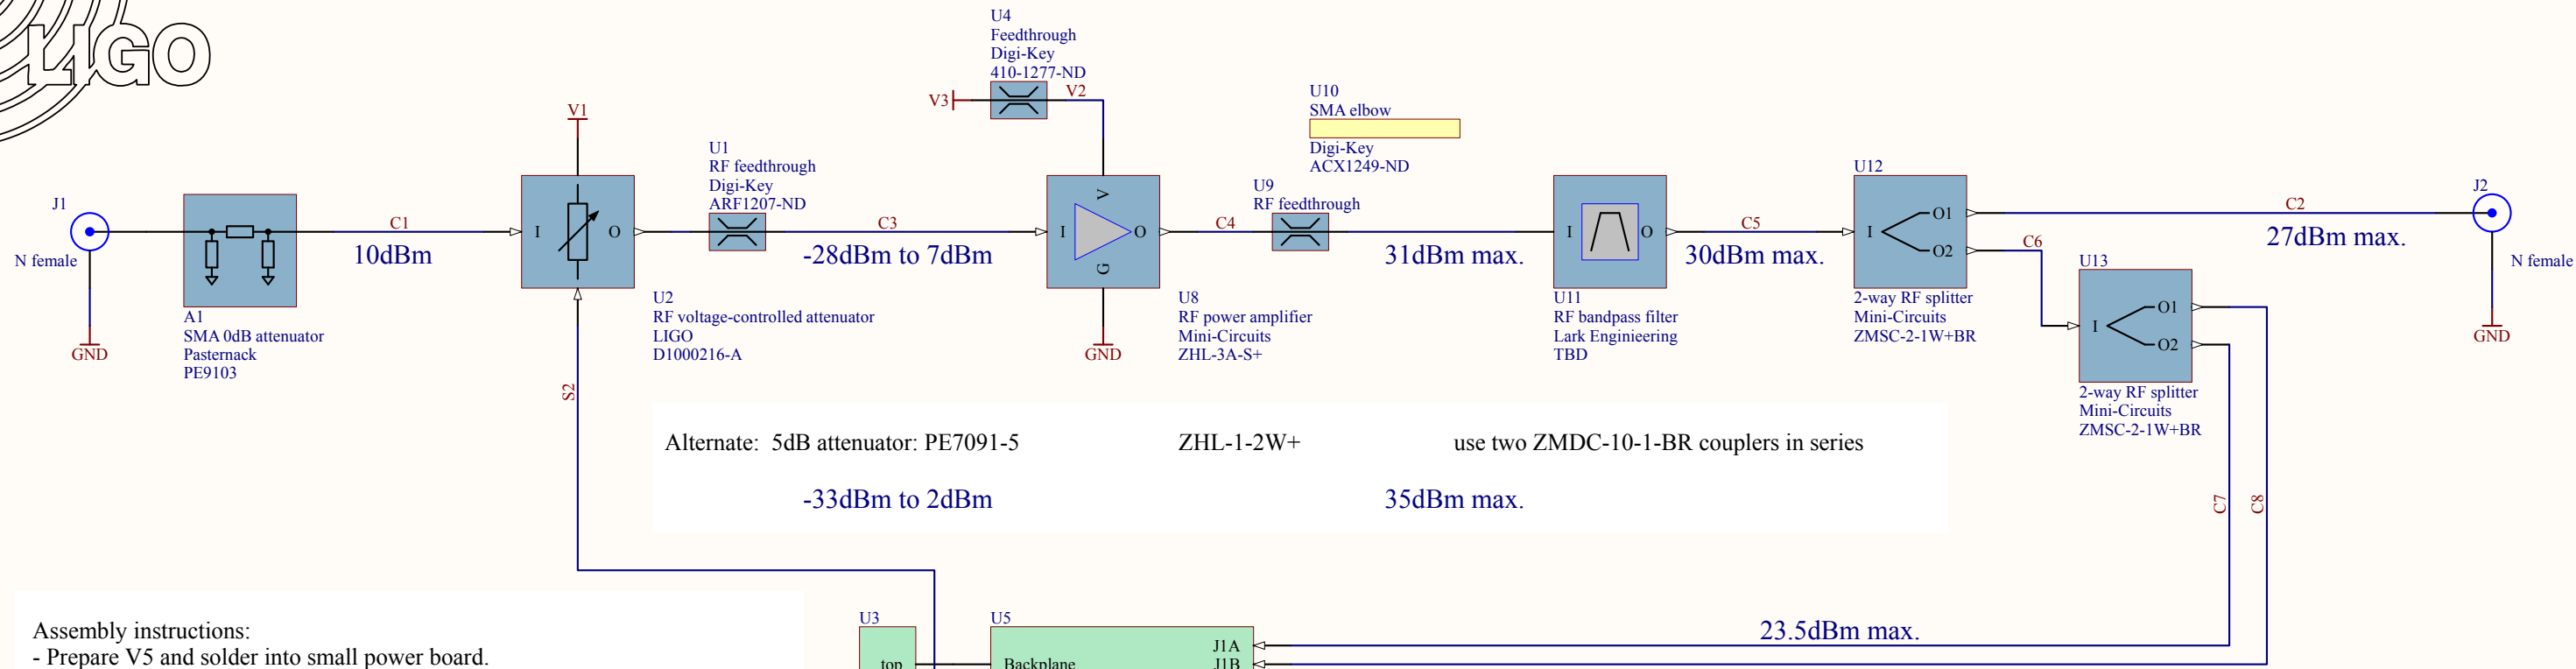 LIGO
J1
N female
GND
A1
SMA 0dB attenuator
Pasternack
PE9103
C1
10dBm
V1
I
O
U2
RF voltage-controlled attenuator
LIGO
D1000216-A
S2
U1
RF feedthrough
Digi-Key
ARF1207-ND
C3
-28dBm to 7dBm
U4
Feedthrough
Digi-Key
410-1277-ND
V3
V2
V
I
O
G
GND
U8
RF power amplifier
Mini-Circuits
ZHL-3A-S+
C4
U9
RF feedthrough
U10
SMA elbow
Digi-Key
ACX1249-ND
31dBm max.
I
O
U11
RF bandpass filter
Lark Enginieering
TBD
C5
30dBm max.
U12
I
O1
O2
2-way RF splitter
Mini-Circuits
ZMSC-2-1W+BR
C6
U13
I
O1
O2
2-way RF splitter
Mini-Circuits
ZMSC-2-1W+BR
C2
27dBm max.
J2
N female
GND
C7
C8
Alternate: 5dB attenuator: PE7091-5 ZHL-1-2W+ use two ZMDC-10-1-BR couplers in series
-33dBm to 2dBm 35dBm max.
Assembly instructions:
- Prepare V5 and solder into small power board.
U3
top
U5
Backplane
J1A
J1B
23.5dBm max.